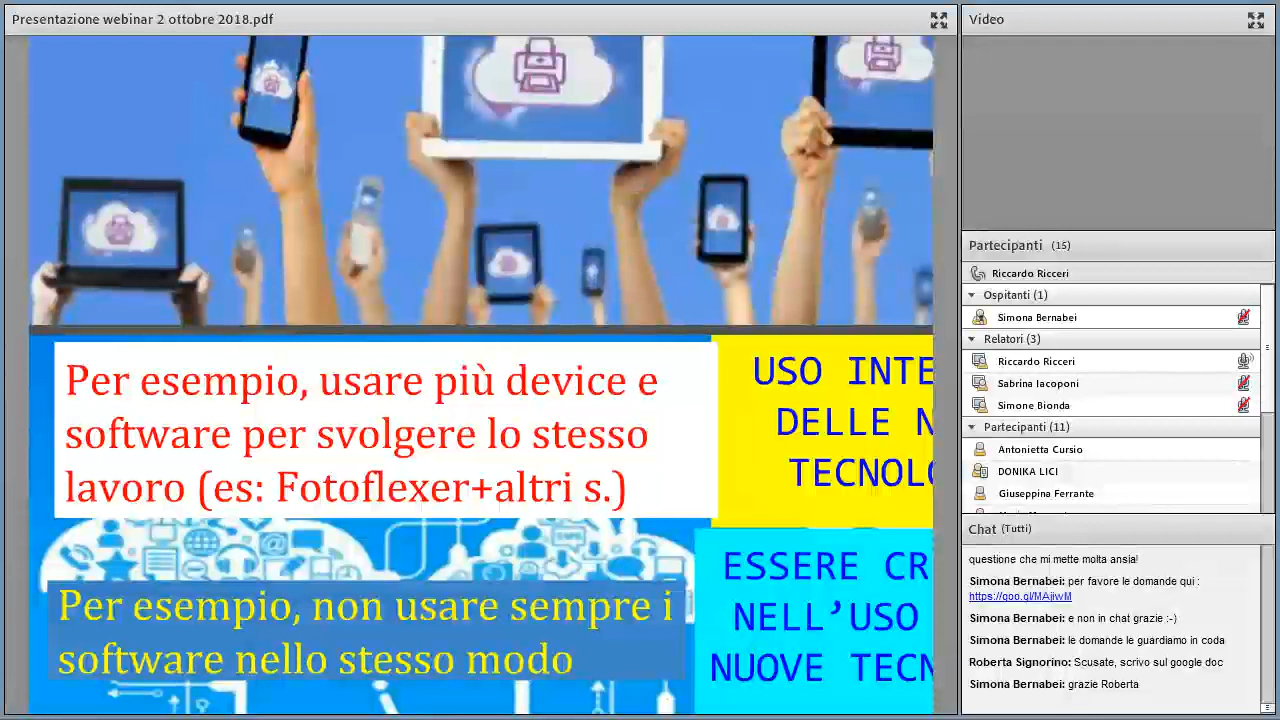 Presentazione webinar 2 ottobre 2018.pdf
Per esempio, usare più device e
software per svolgere lo stesso
lavoro (es: Fotoflexer+altri s.)
USO INTE
DELLE N
TECNOLO
Per esempio, non usare sempre i
software nello stesso modo
ESSERE CR
NELL’USO
NUOVE TECN
Video
Partecipanti (15)
Riccardo Ricceri
Ospitanti (1)
Simona Bernabei
Relatori (3)
Riccardo Ricceri
Sabrina Iacoponi
Simone Bionda
Partecipanti (11)
Antonietta Cursio
DONIKA LICI
Giuseppina Ferrante
Chat (Tutti)
questione che mi mette molta ansia!
Simona Bernabei: per favore le domande qui :
https://goo.gl/MAjiwM
Simona Bernabei: e non in chat grazie :-)
Simona Bernabei: le domande le guardiamo in coda
Roberta Signorino: Scusate, scrivo sul google doc
Simona Bernabei: grazie Roberta